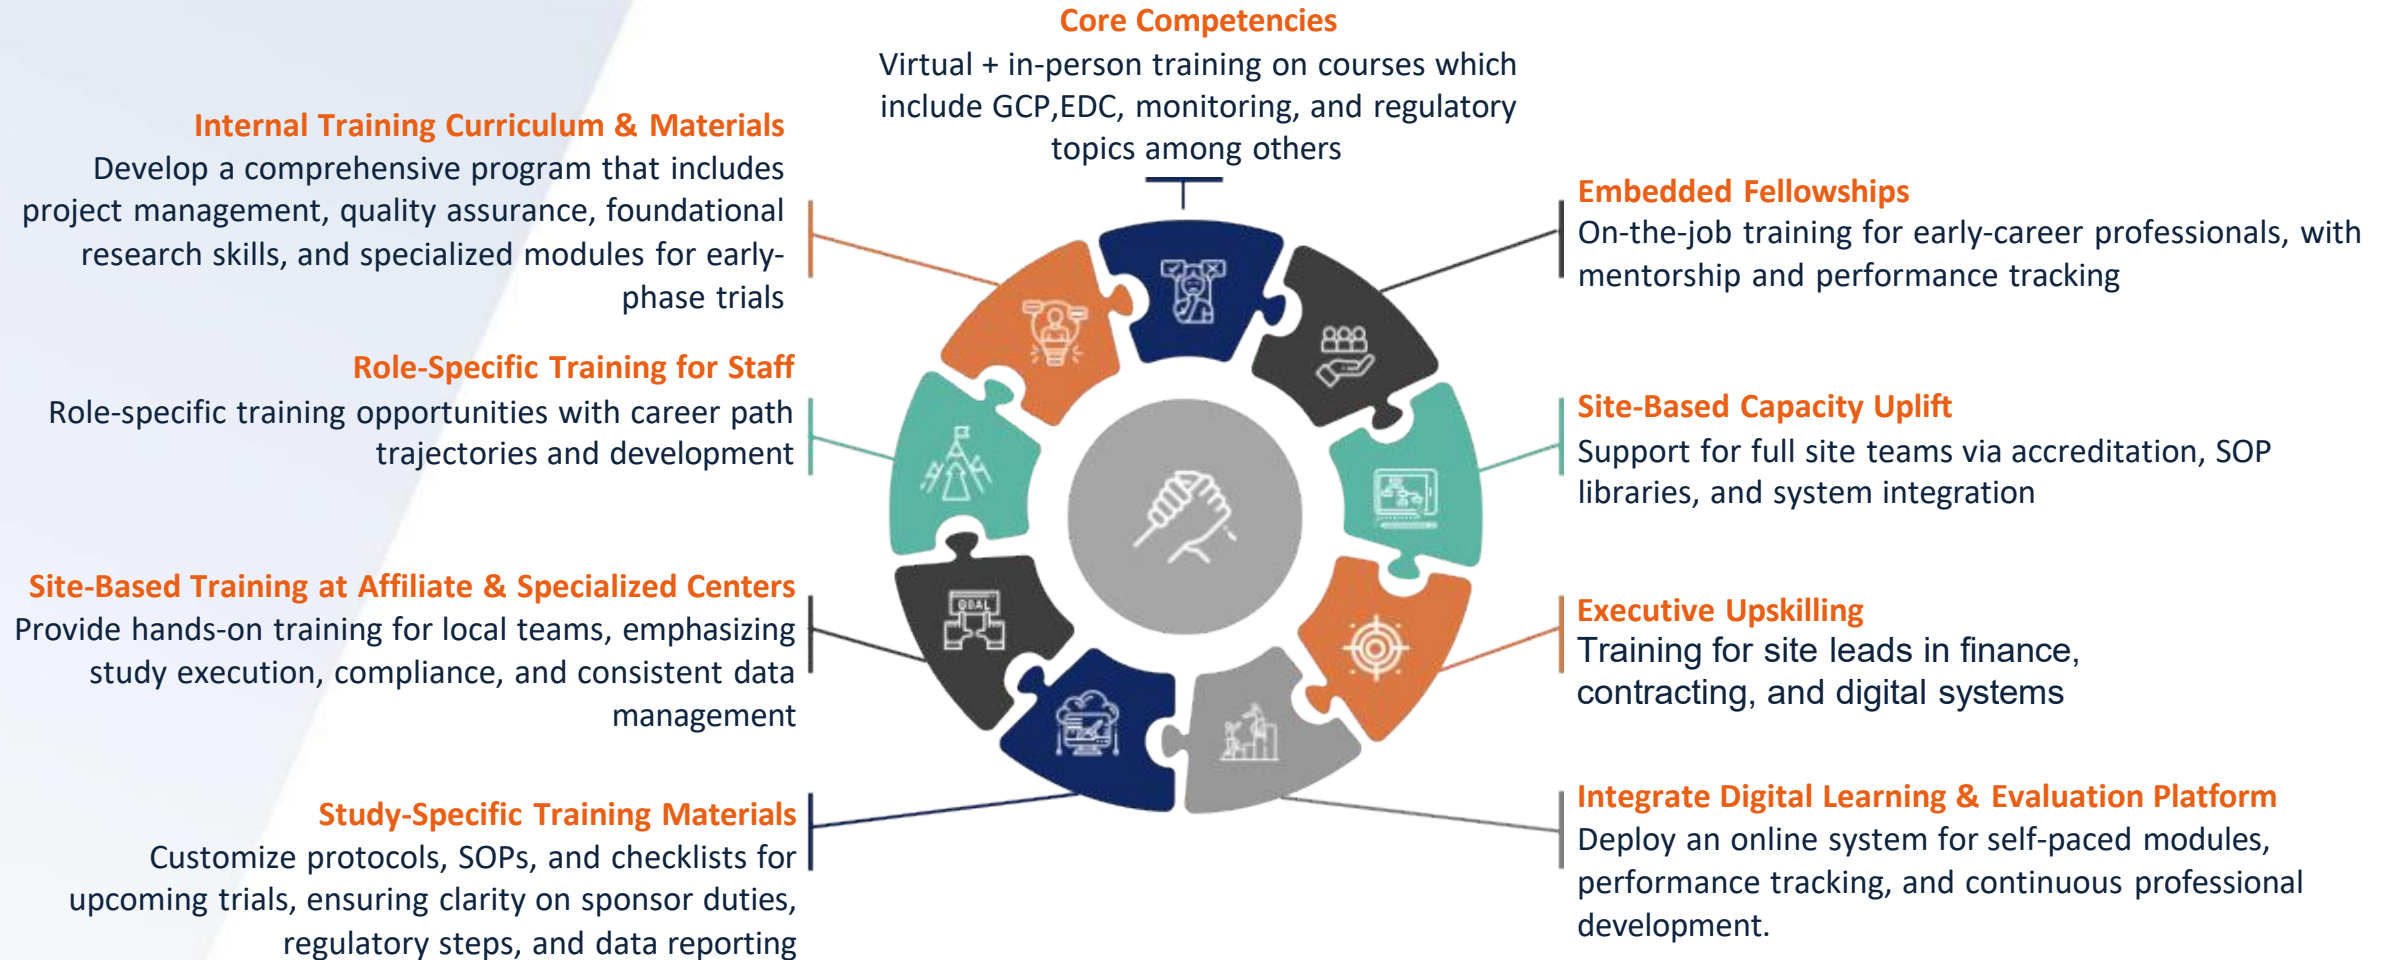 Core Competencies
Virtual + in-person training on courses which
include GCP,EDC, monitoring, and regulatory
topics among others
Internal Training Curriculum & Materials
Develop a comprehensive program that includes
project management, quality assurance, foundational
research skills, and specialized modules for early-
phase trials
Role-Specific Training for Staff
Role-specific training opportunities with career path
trajectories and development
Site-Based Training at Affiliate & Specialized Centers
Provide hands-on training for local teams, emphasizing
study execution, compliance, and consistent data
management
Study-Specific Training Materials
Customize protocols, SOPs, and checklists for
upcoming trials, ensuring clarity on sponsor duties,
regulatory steps, and data reporting
GOAL
Embedded Fellowships
On-the-job training for early-career professionals, with
mentorship and performance tracking
Site-Based Capacity Uplift
Support for full site teams via accreditation, SOP
libraries, and system integration
Executive Upskilling
Training for site leads in finance,
contracting, and digital systems
Integrate Digital Learning & Evaluation Platform
Deploy an online system for self-paced modules,
performance tracking, and continuous professional
development.